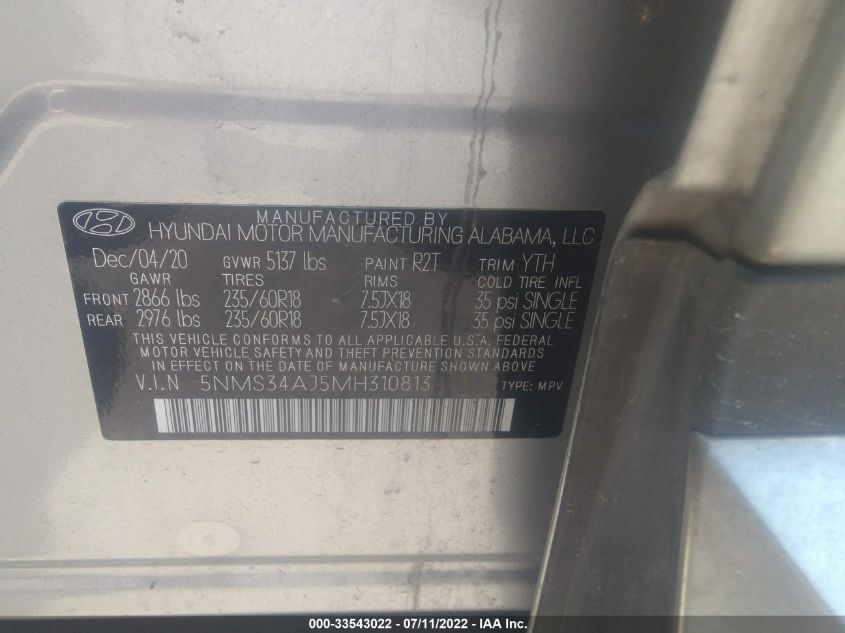 MANUFACTURED BY
HYUNDAI MOTOR MANUFACTURING ALABAMA, LLC
Dec/04/20 GVWR 5137 lbs PAINT R2T TRIM YTH
GAWR TIRES RIMS COLD TIRE INFL
FRONT 2866 lbs 235/60R18 7.5JX18 35 psi SINGLE
REAR 2976 lbs 235/60R18 7.5JX18 35 psi SINGLE
THIS VEHICLE CONFORMS TO ALL APPLICABLE U.S.A. FEDERAL
MOTOR VEHICLE SAFETY AND THEFT PREVENTION STANDARDS
IN EFFECT ON THE DATE OF MANUFACTURE SHOWN ABOVE.
V.I.N 5NMS34AJ5MH310813 TYPE: MPV
000-33543022 - 07/11/2022 - IAA Inc.